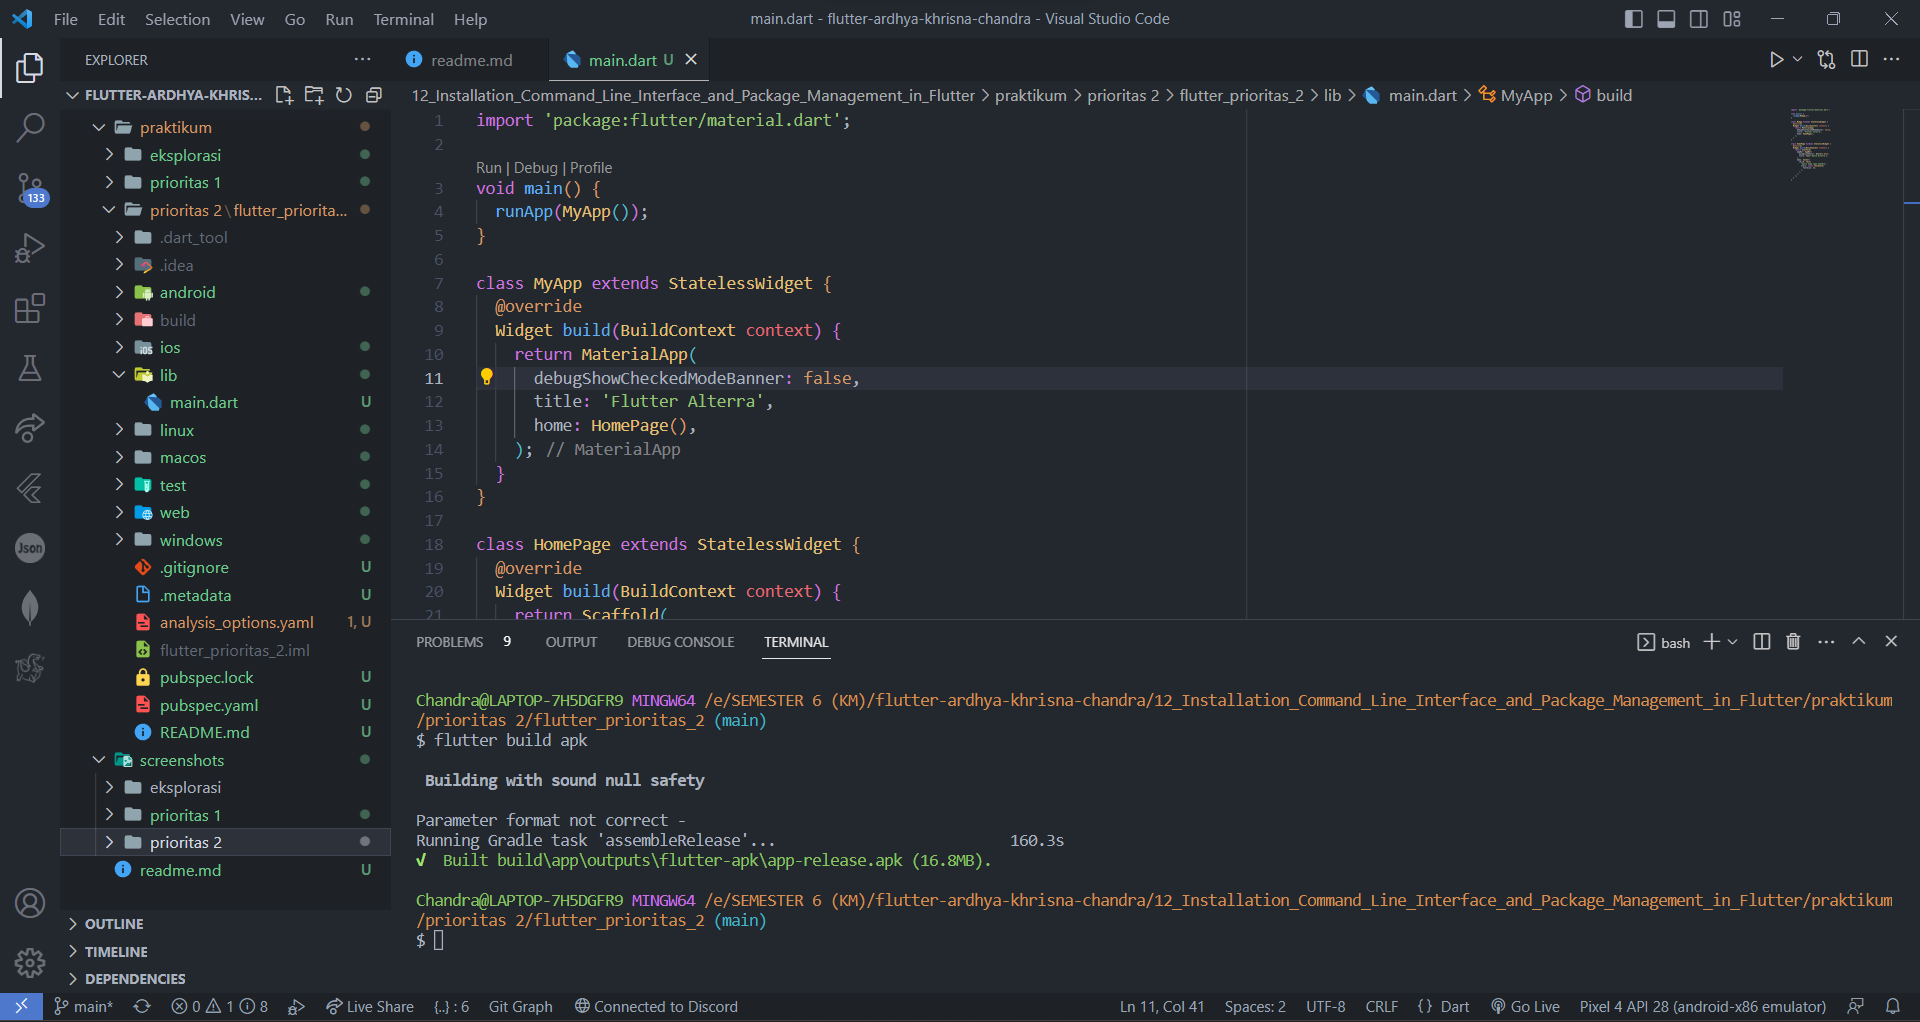 File Edit Selection View Go Run Terminal Help
main.dart - flutter-ardhya-khrisna-chandra - Visual Studio Code
EXPLORER
FLUTTER-ARDHYA-KHRIS...
praktikum
eksplorasi
prioritas 1
prioritas 2\flutter_priorita...
.dart_tool
.idea
android
build
ios
lib
main.dart U
linux
macos
test
web
windows
.gitignore U
.metadata U
analysis_options.yaml 1, U
flutter_prioritas_2.iml
pubspec.lock U
pubspec.yaml U
README.md U
screenshots
eksplorasi
prioritas 1
prioritas 2
readme.md U
OUTLINE
TIMELINE
DEPENDENCIES
133
Json
readme.md
main.dart U
12_Installation_Command_Line_Interface_and_Package_Management_in_Flutter > praktikum > prioritas 2 > flutter_prioritas_2 > lib > main.dart > MyApp > build
1 import 'package:flutter/material.dart';
2
Run | Debug | Profile
3 void main() {
4 runApp(MyApp());
5 }
6
7 class MyApp extends StatelessWidget {
8 @override
9 Widget build(BuildContext context) {
10 return MaterialApp(
11 debugShowCheckedModeBanner: false,
12 title: 'Flutter Alterra',
13 home: HomePage(),
14 ); // MaterialApp
15 }
16 }
17
18 class HomePage extends StatelessWidget {
19 @override
20 Widget build(BuildContext context) {
21 return Scaffold(
PROBLEMS 9 OUTPUT DEBUG CONSOLE TERMINAL
bash
Chandra@LAPTOP-7H5DGFR9 MINGW64 /e/SEMESTER 6 (KM)/flutter-ardhya-khrisna-chandra/12_Installation_Command_Line_Interface_and_Package_Management_in_Flutter/praktikum
/prioritas 2/flutter_prioritas_2 (main)
$ flutter build apk
Building with sound null safety
Parameter format not correct -
Running Gradle task 'assembleRelease'... 160.3s
√ Built build\app\outputs\flutter-apk\app-release.apk (16.8MB).
Chandra@LAPTOP-7H5DGFR9 MINGW64 /e/SEMESTER 6 (KM)/flutter-ardhya-khrisna-chandra/12_Installation_Command_Line_Interface_and_Package_Management_in_Flutter/praktikum
/prioritas 2/flutter_prioritas_2 (main)
$
main* 0 1 8 Live Share {..} : 6 Git Graph Connected to Discord
Ln 11, Col 41 Spaces: 2 UTF-8 CRLF {} Dart Go Live Pixel 4 API 28 (android-x86 emulator)